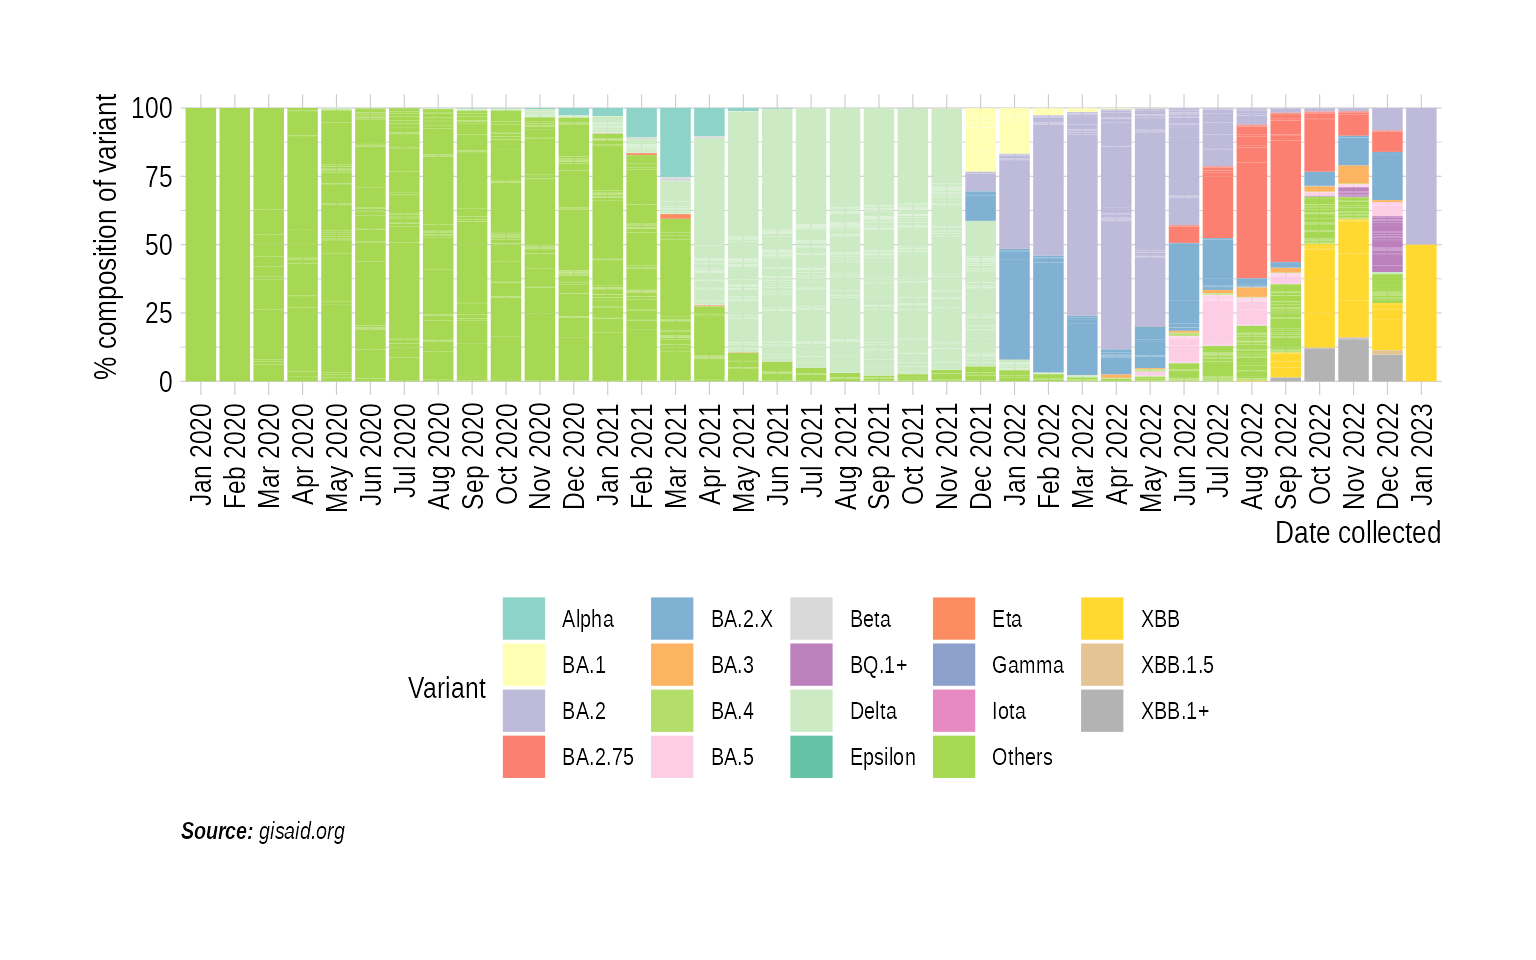 % composition of variant
100
75
50
25
0
Jan 2020
Feb 2020
Mar 2020
Apr 2020
May 2020
Jun 2020
Jul 2020
Aug 2020
Sep 2020
Oct 2020
Nov 2020
Dec 2020
Jan 2021
Feb 2021
Mar 2021
Apr 2021
May 2021
Jun 2021
Jul 2021
Aug 2021
Sep 2021
Oct 2021
Nov 2021
Dec 2021
Jan 2022
Feb 2022
Mar 2022
Apr 2022
May 2022
Jun 2022
Jul 2022
Aug 2022
Sep 2022
Oct 2022
Nov 2022
Dec 2022
Jan 2023
Date collected
Variant
Alpha
BA.1
BA.2
BA.2.75
BA.2.X
BA.3
BA.4
BA.5
Beta
BQ.1+
Delta
Epsilon
Eta
Gamma
Iota
Others
XBB
XBB.1.5
XBB.1+
Source: gisaid.org